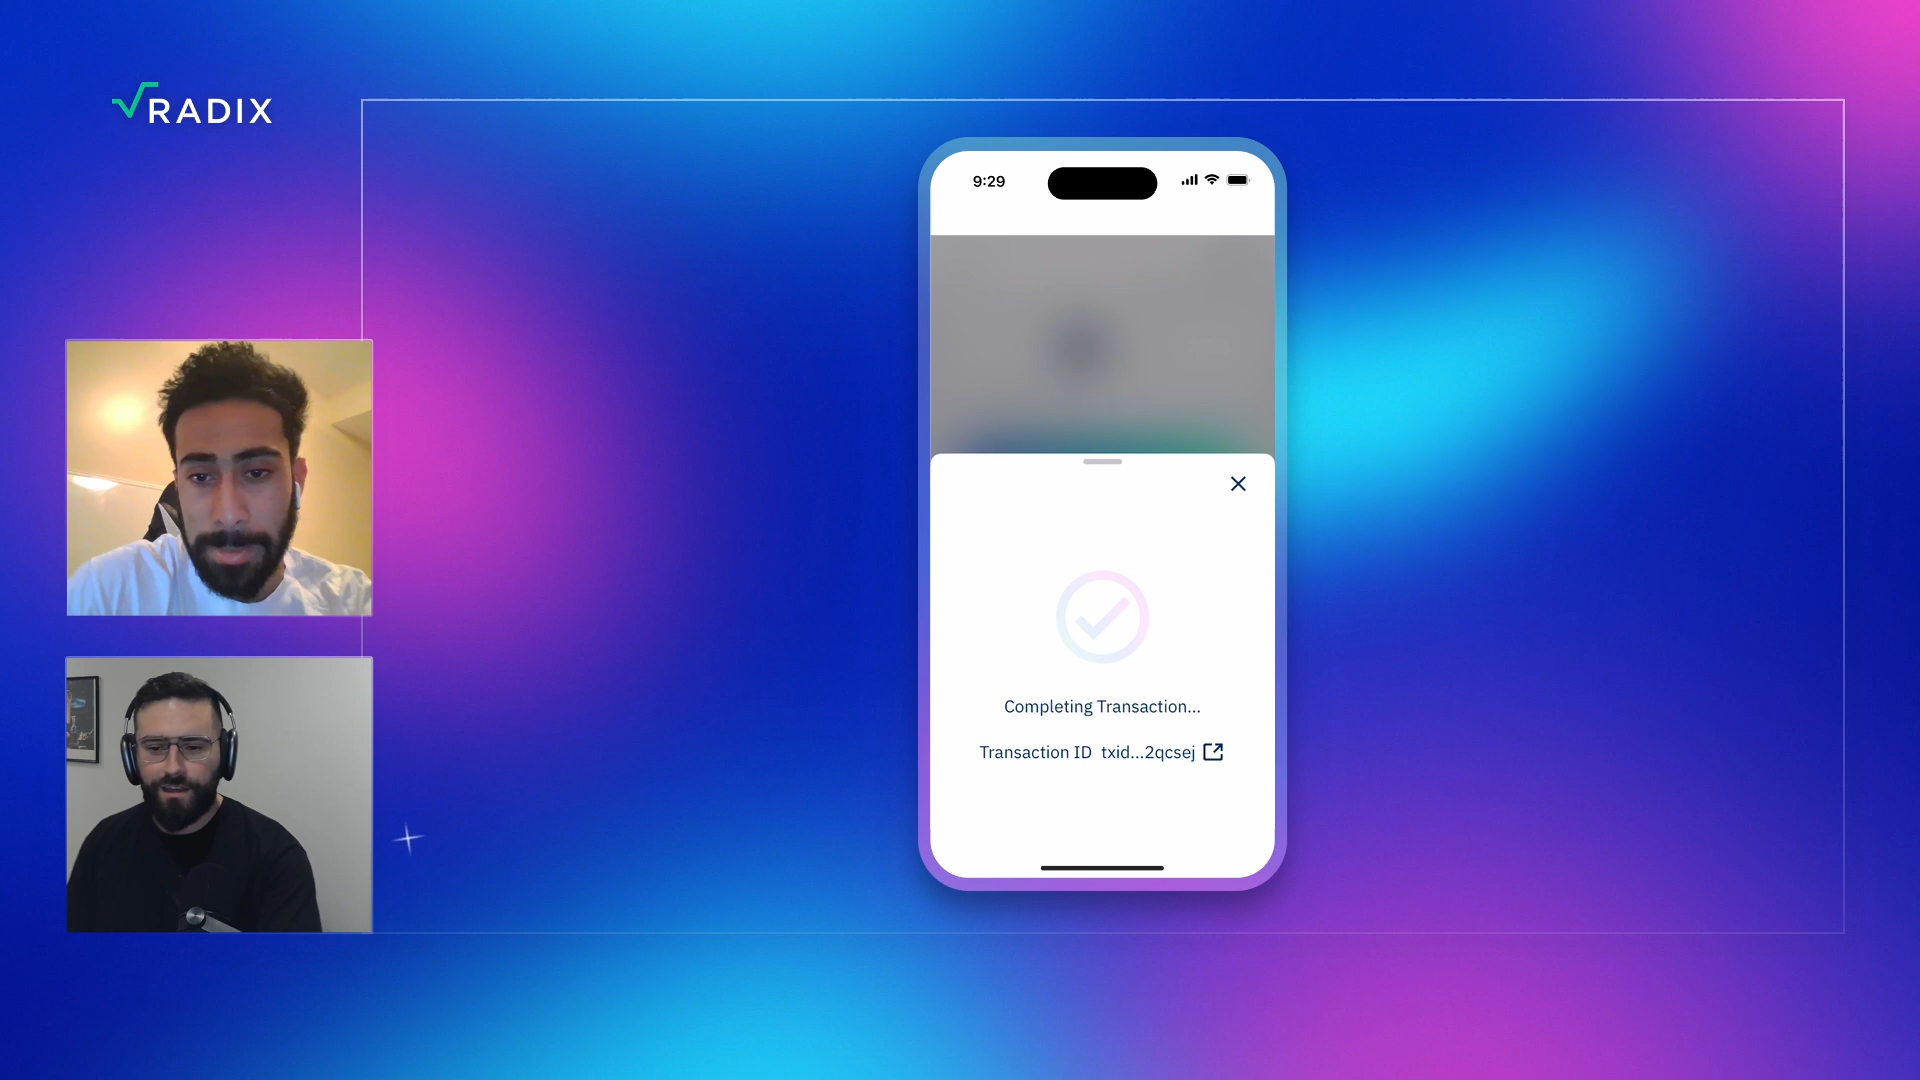 RADIX
9:29
Completing Transaction...
Transaction ID txid...2qcsej